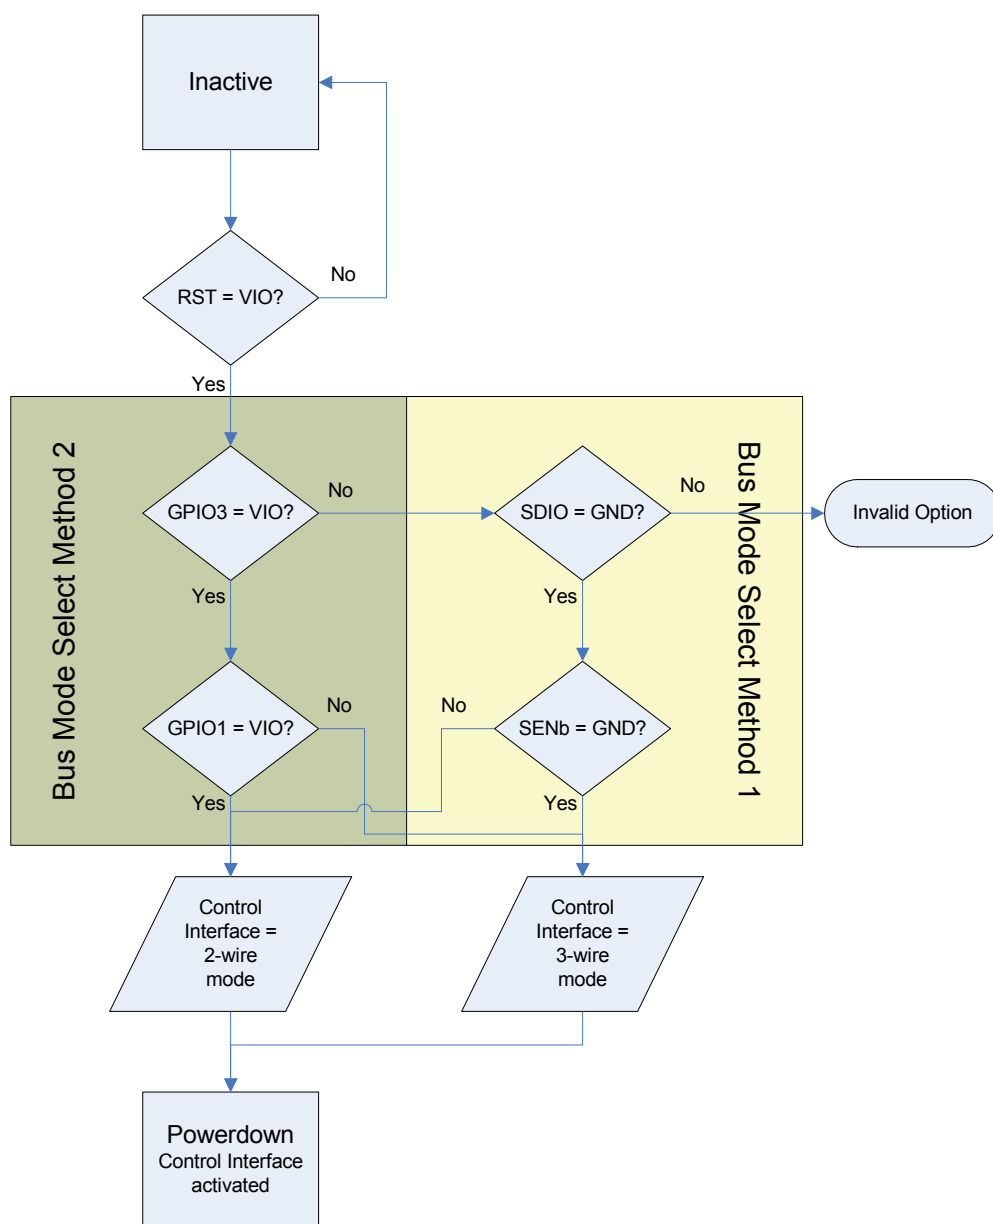 Inactive
No
RST = VIO?
Yes
Bus Mode Select Method 2
Bus Mode Select Method 1
GPIO3 = VIO?
No
SDIO = GND?
No
Invalid Option
Yes
Yes
GPIO1 = VIO?
No
No
SENb = GND?
Yes
Yes
Control
Interface =
2-wire
mode
Control
Interface =
3-wire
mode
Powerdown
Control Interface
activated